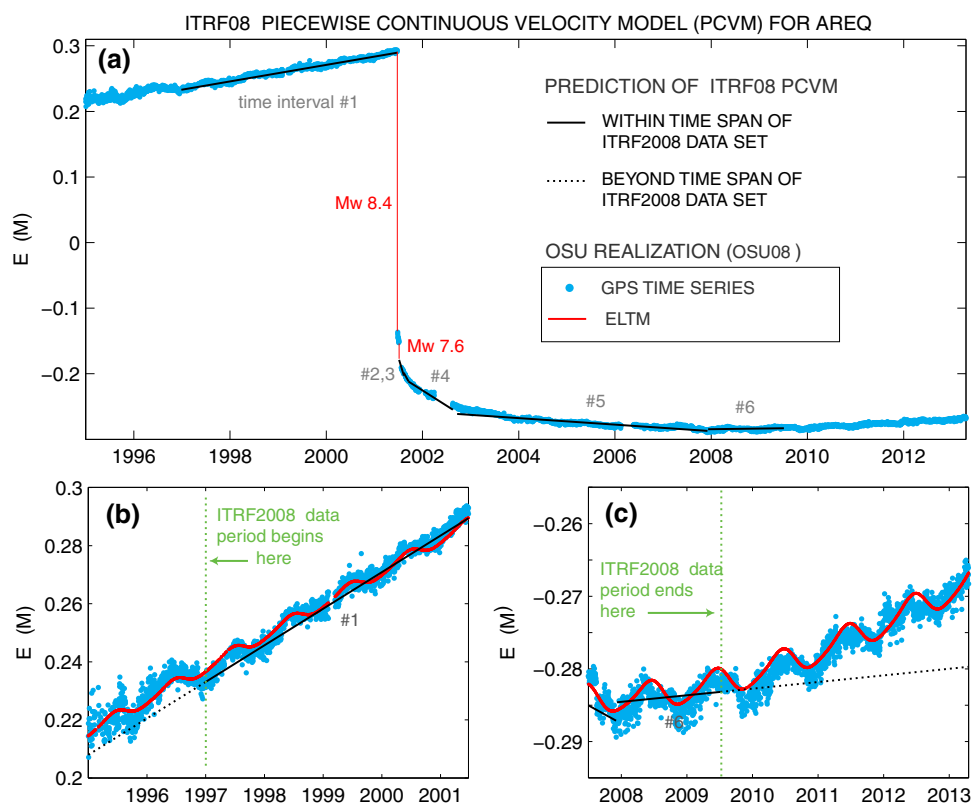 ITRF08 PIECEWISE CONTINUOUS VELOCITY MODEL (PCVM) FOR AREQ
(a)
E (M)
0.3
0.2
0.1
0
−0.1
−0.2
time interval #1
Mw 8.4
Mw 7.6
#2,3
#4
#5
#6
PREDICTION OF ITRF08 PCVM
WITHIN TIME SPAN OF
ITRF2008 DATA SET
BEYOND TIME SPAN OF
ITRF2008 DATA SET
OSU REALIZATION (OSU08 )
GPS TIME SERIES
ELTM
1996 1998 2000 2002 2004 2006 2008 2010 2012
(b)
E (M)
0.3
0.28
0.26
0.24
0.22
0.2
ITRF2008 data
period begins
here
#1
1996 1997 1998 1999 2000 2001
(c)
E (M)
−0.26
−0.27
−0.28
−0.29
ITRF2008 data
period ends
here
#6
2008 2009 2010 2011 2012 2013